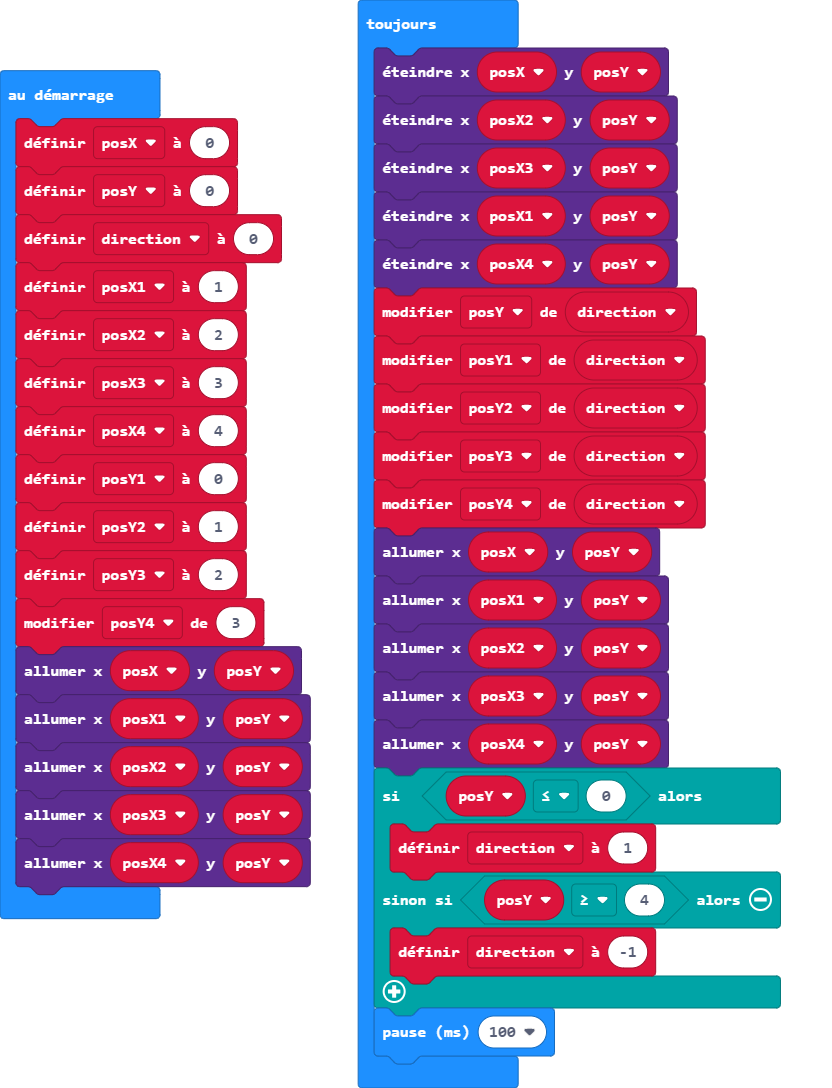 au démarrage
définir posX à 0
définir posY à 0
définir direction à 0
définir posX1 à 1
définir posX2 à 2
définir posX3 à 3
définir posX4 à 4
définir posY1 à 0
définir posY2 à 1
définir posY3 à 2
modifier posY4 de 3
allumer x posX y posY
allumer x posX1 y posY
allumer x posX2 y posY
allumer x posX3 y posY
allumer x posX4 y posY
toujours
éteindre x posX y posY
éteindre x posX2 y posY
éteindre x posX3 y posY
éteindre x posX1 y posY
éteindre x posX4 y posY
modifier posY de direction
modifier posY1 de direction
modifier posY2 de direction
modifier posY3 de direction
modifier posY4 de direction
allumer x posX y posY
allumer x posX1 y posY
allumer x posX2 y posY
allumer x posX3 y posY
allumer x posX4 y posY
si posY ≤ 0 alors
définir direction à 1
sinon si posY ≥ 4 alors
définir direction à -1
pause (ms) 100